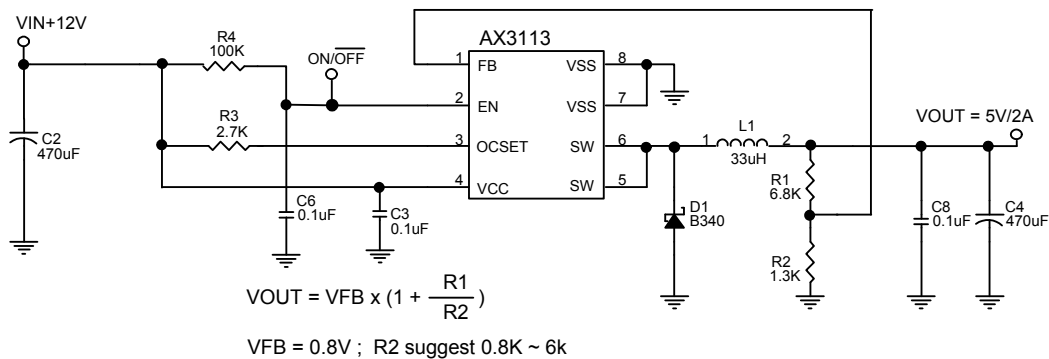 VIN+12V
AX3113
R4
100K
ON/OFF
1
FB
VSS
8
2
EN
VSS
7
VOUT = 5V/2A
C2
470uF
R3
2.7K
3
OCSET
SW
6
1
L1
2
33uH
4
VCC
SW
5
R1
6.8K
C6
0.1uF
C3
0.1uF
D1
B340
C8
0.1uF
C4
470uF
R2
1.3K
VOUT = VFB x (1 + R1
R2 )
VFB = 0.8V ; R2 suggest 0.8K ~ 6k